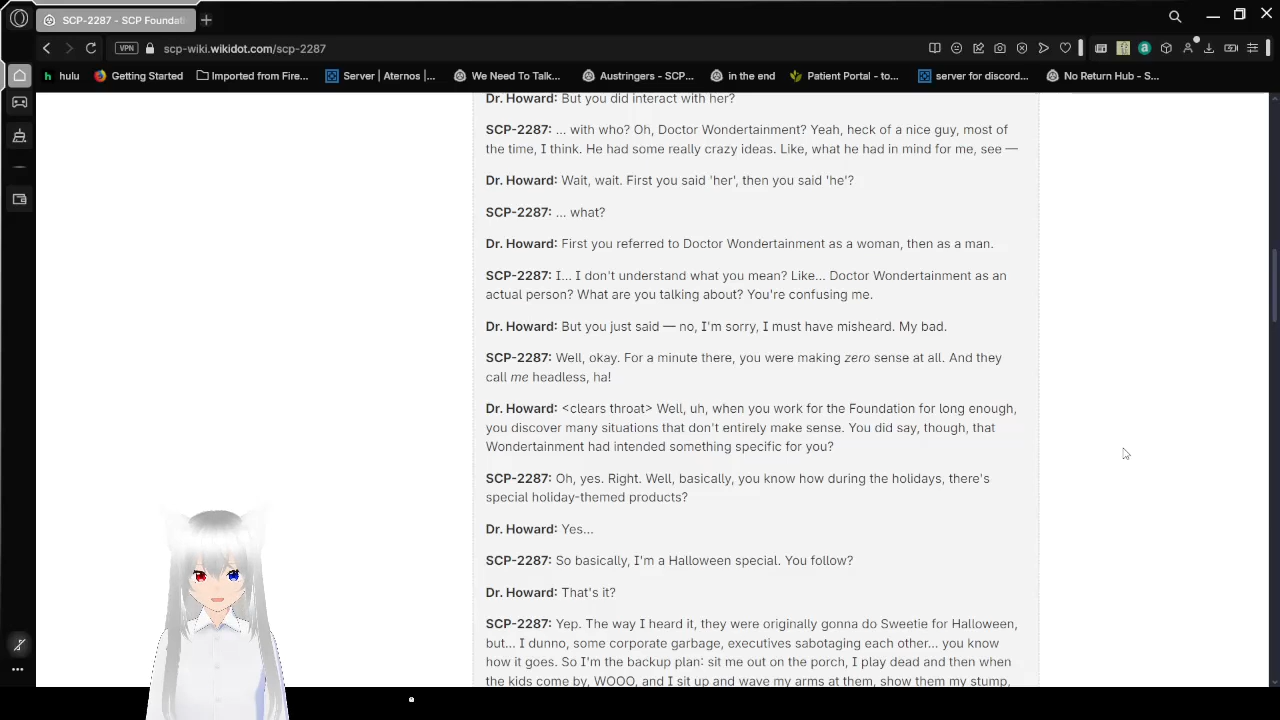 SCP-2287 - SCP Foundat
scp-wiki.wikidot.com/scp-2287
VPN
h hulu
Getting Started
Imported from Fire...
Server | Aternos |...
We Need To Talk...
Austringers - SCP...
in the end
Patient Portal - to...
server for discord...
No Return Hub - S...
Dr. Howard: But you did interact with her?
SCP-2287: ... with who? Oh, Doctor Wondertainment? Yeah, heck of a nice guy, most of
the time, I think. He had some really crazy ideas. Like, what he had in mind for me, see —
Dr. Howard: Wait, wait. First you said 'her', then you said 'he'?
SCP-2287: ... what?
Dr. Howard: First you referred to Doctor Wondertainment as a woman, then as a man.
SCP-2287: I... I don't understand what you mean? Like... Doctor Wondertainment as an
actual person? What are you talking about? You're confusing me.
Dr. Howard: But you just said — no, I'm sorry, I must have misheard. My bad.
SCP-2287: Well, okay. For a minute there, you were making zero sense at all. And they
call me headless, ha!
Dr. Howard: <clears throat> Well, uh, when you work for the Foundation for long enough,
you discover many situations that don't entirely make sense. You did say, though, that
Wondertainment had intended something specific for you?
SCP-2287: Oh, yes. Right. Well, basically, you know how during the holidays, there's
special holiday-themed products?
Dr. Howard: Yes...
SCP-2287: So basically, I'm a Halloween special. You follow?
Dr. Howard: That's it?
SCP-2287: Yep. The way I heard it, they were originally gonna do Sweetie for Halloween,
but... I dunno, some corporate garbage, executives sabotaging each other... you know
how it goes. So I'm the backup plan: sit me out on the porch, I play dead and then when
the kids come by, WOOO, and I sit up and wave my arms at them, show them my stump,